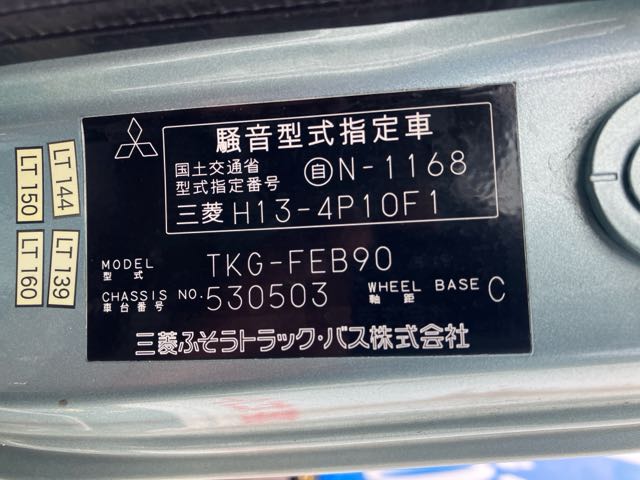 騒音型式指定車
国土交通省
型式指定番号
自 N-1168
三菱 H13-4P10F1
MODEL
型式
TKG-FEB90
CHASSIS NO.
車台番号
530503
WHEEL BASE
軸距
C
三菱ふそうトラック・バス株式会社
LT 150
LT 144
LT 160
LT 139